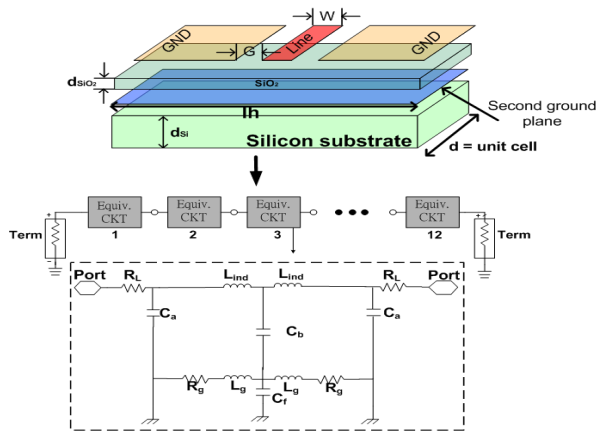 W
GND
G
Line
GND
dSiO₂
SiO₂
lh
Second ground
plane
dSi
Silicon substrate
d = unit cell
Equiv.
CKT
Equiv.
CKT
Equiv.
CKT
Equiv.
CKT
Term
1
2
3
12
Term
Port
RL
Lind
Lind
RL
Port
Ca
Cb
Ca
Rg
Lg
Lg
Rg
Cf